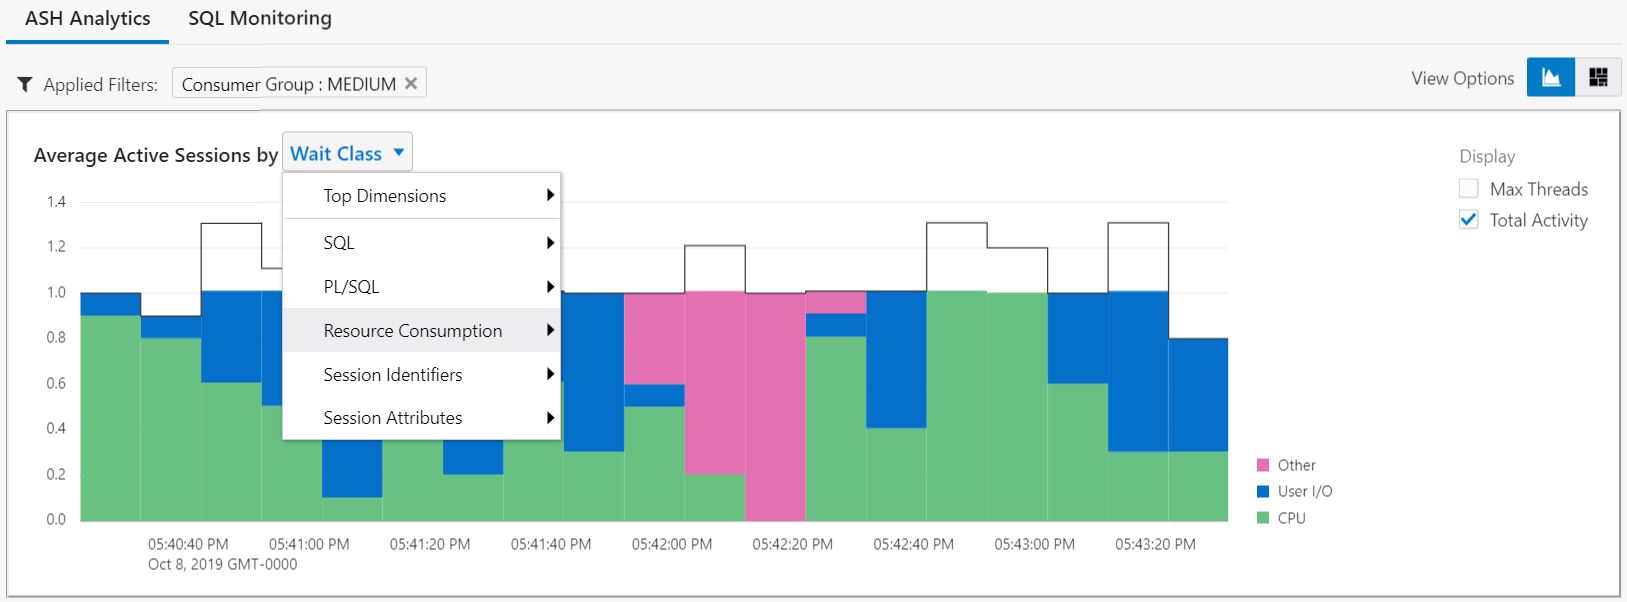 ASH Analytics SQL Monitoring
Applied Filters: Consumer Group : MEDIUM
View Options
Average Active Sessions by Wait Class
Top Dimensions
SQL
PL/SQL
Resource Consumption
Session Identifiers
Session Attributes
Display
Max Threads
Total Activity
1.4
1.2
1.0
0.8
0.6
0.4
0.2
0.0
Other
User I/O
CPU
05:40:40 PM 05:41:00 PM 05:41:20 PM 05:41:40 PM 05:42:00 PM 05:42:20 PM 05:42:40 PM 05:43:00 PM 05:43:20 PM
Oct 8, 2019 GMT-0000